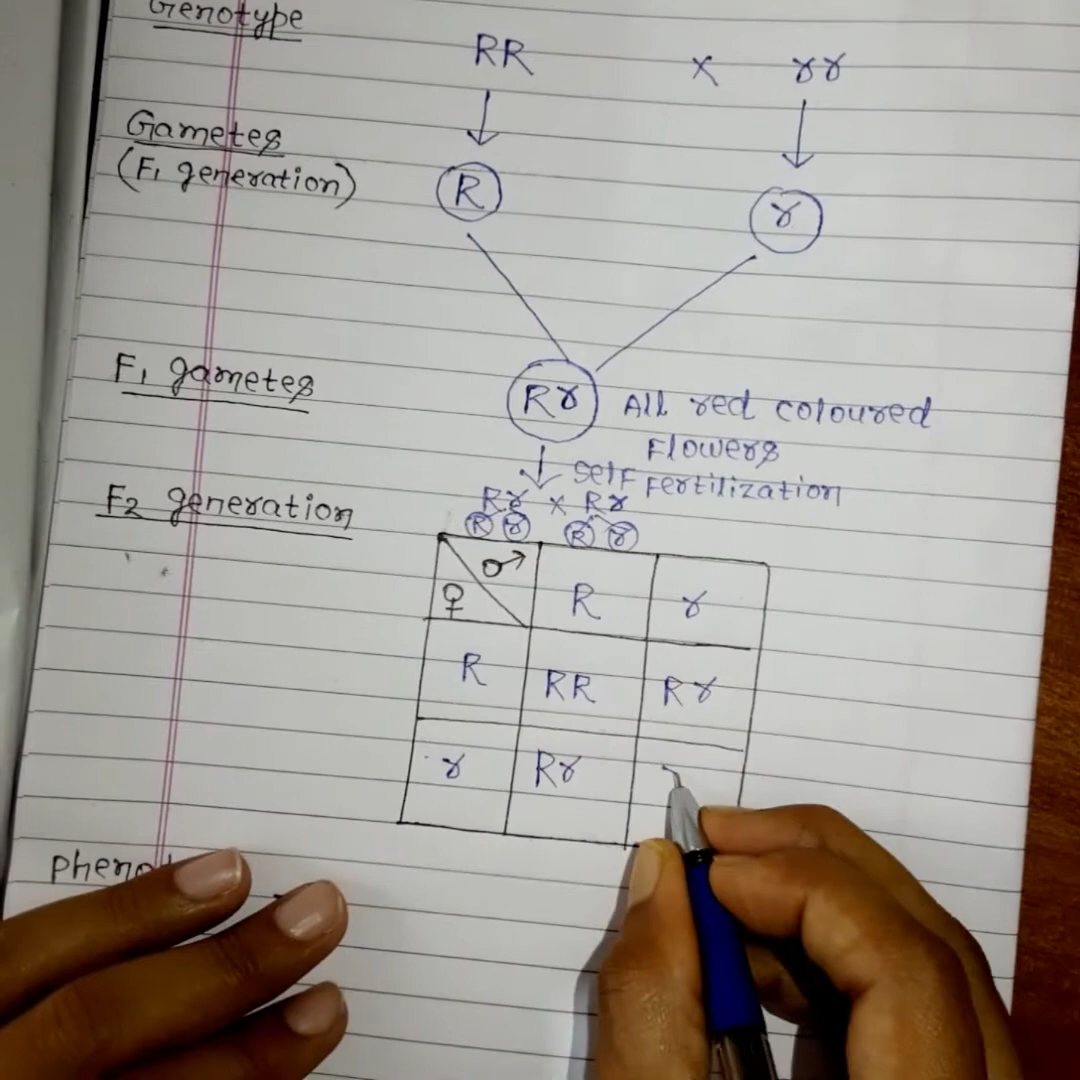 Genotype
RR × rr
Gametes
(F1 generation)
R r
F1 gametes
Rr All red coloured
Flowers
Self Fertilization
F2 generation
Rr × Rr
R r R r
♂
♀ R r
R RR Rr
r Rr